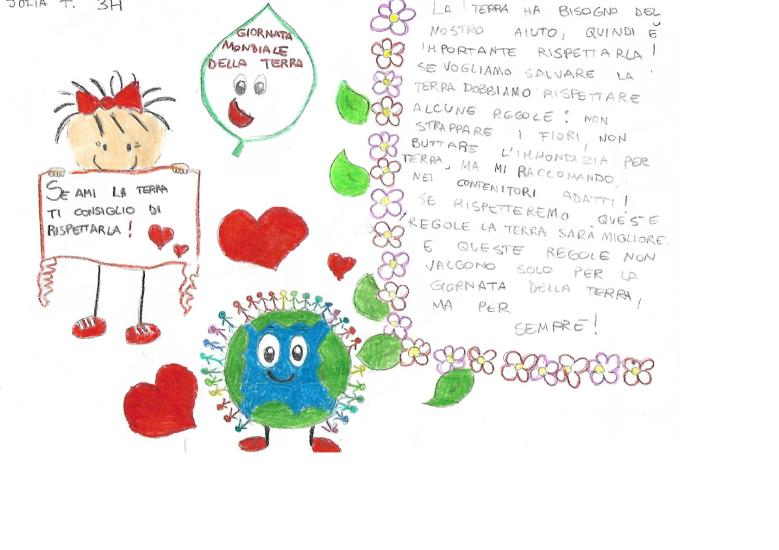 JULIA T. 3H
GIORNATA
MONDIALE
DELLA TERRA
SE AMI LA TERRA
TI CONSIGLIO DI
RISPETTARLA!
LA TERRA HA BISOGNO DEL
NOSTRO AIUTO, QUINDI È
IMPORTANTE RISPETTARLA!
SE VOGLIAMO SALVARE LA
TERRA DOBBIAMO RISPETTARE
ALCUNE REGOLE: NON
STRAPPARE I FIORI, NON
BUTTARE L'IMMONDIZIA PER
TERRA, MA MI RACCOMANDO,
NEI CONTENITORI ADATTI!
SE RISPETTEREMO QUESTE
REGOLE LA TERRA SARÀ MIGLIORE.
E QUESTE REGOLE NON
VALGONO SOLO PER LA
GIORNATA DELLA TERRA,
MA PER
SEMPRE!